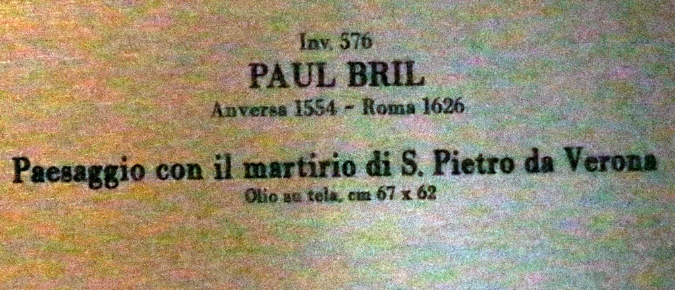 Inv. 576
PAUL BRIL
Anversa 1554 - Roma 1626
Paesaggio con il martirio di S. Pietro da Verona
Olio su tela, cm 67 x 62